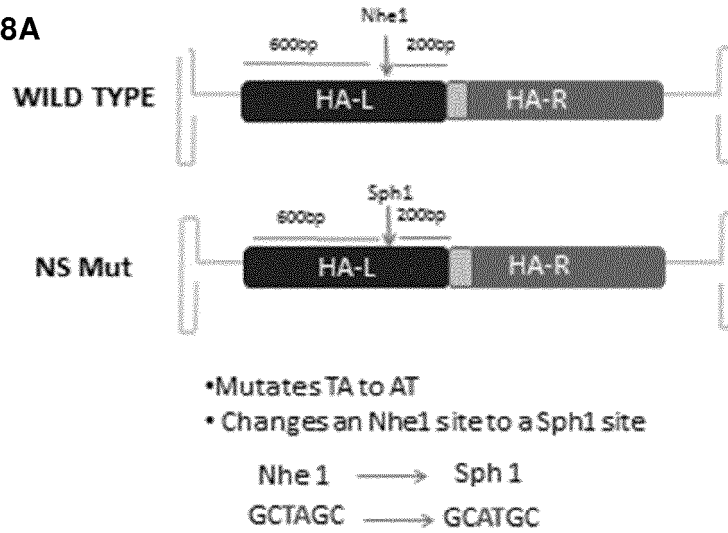 8A
Nhe1
600bp 200bp
WILD TYPE
HA-L HA-R
Sph1
600bp 200bp
NS Mut
HA-L HA-R
•Mutates TA to AT
• Changes an Nhe1 site to a Sph1 site
Nhe 1 → Sph 1
GCTAGC → GCATGC